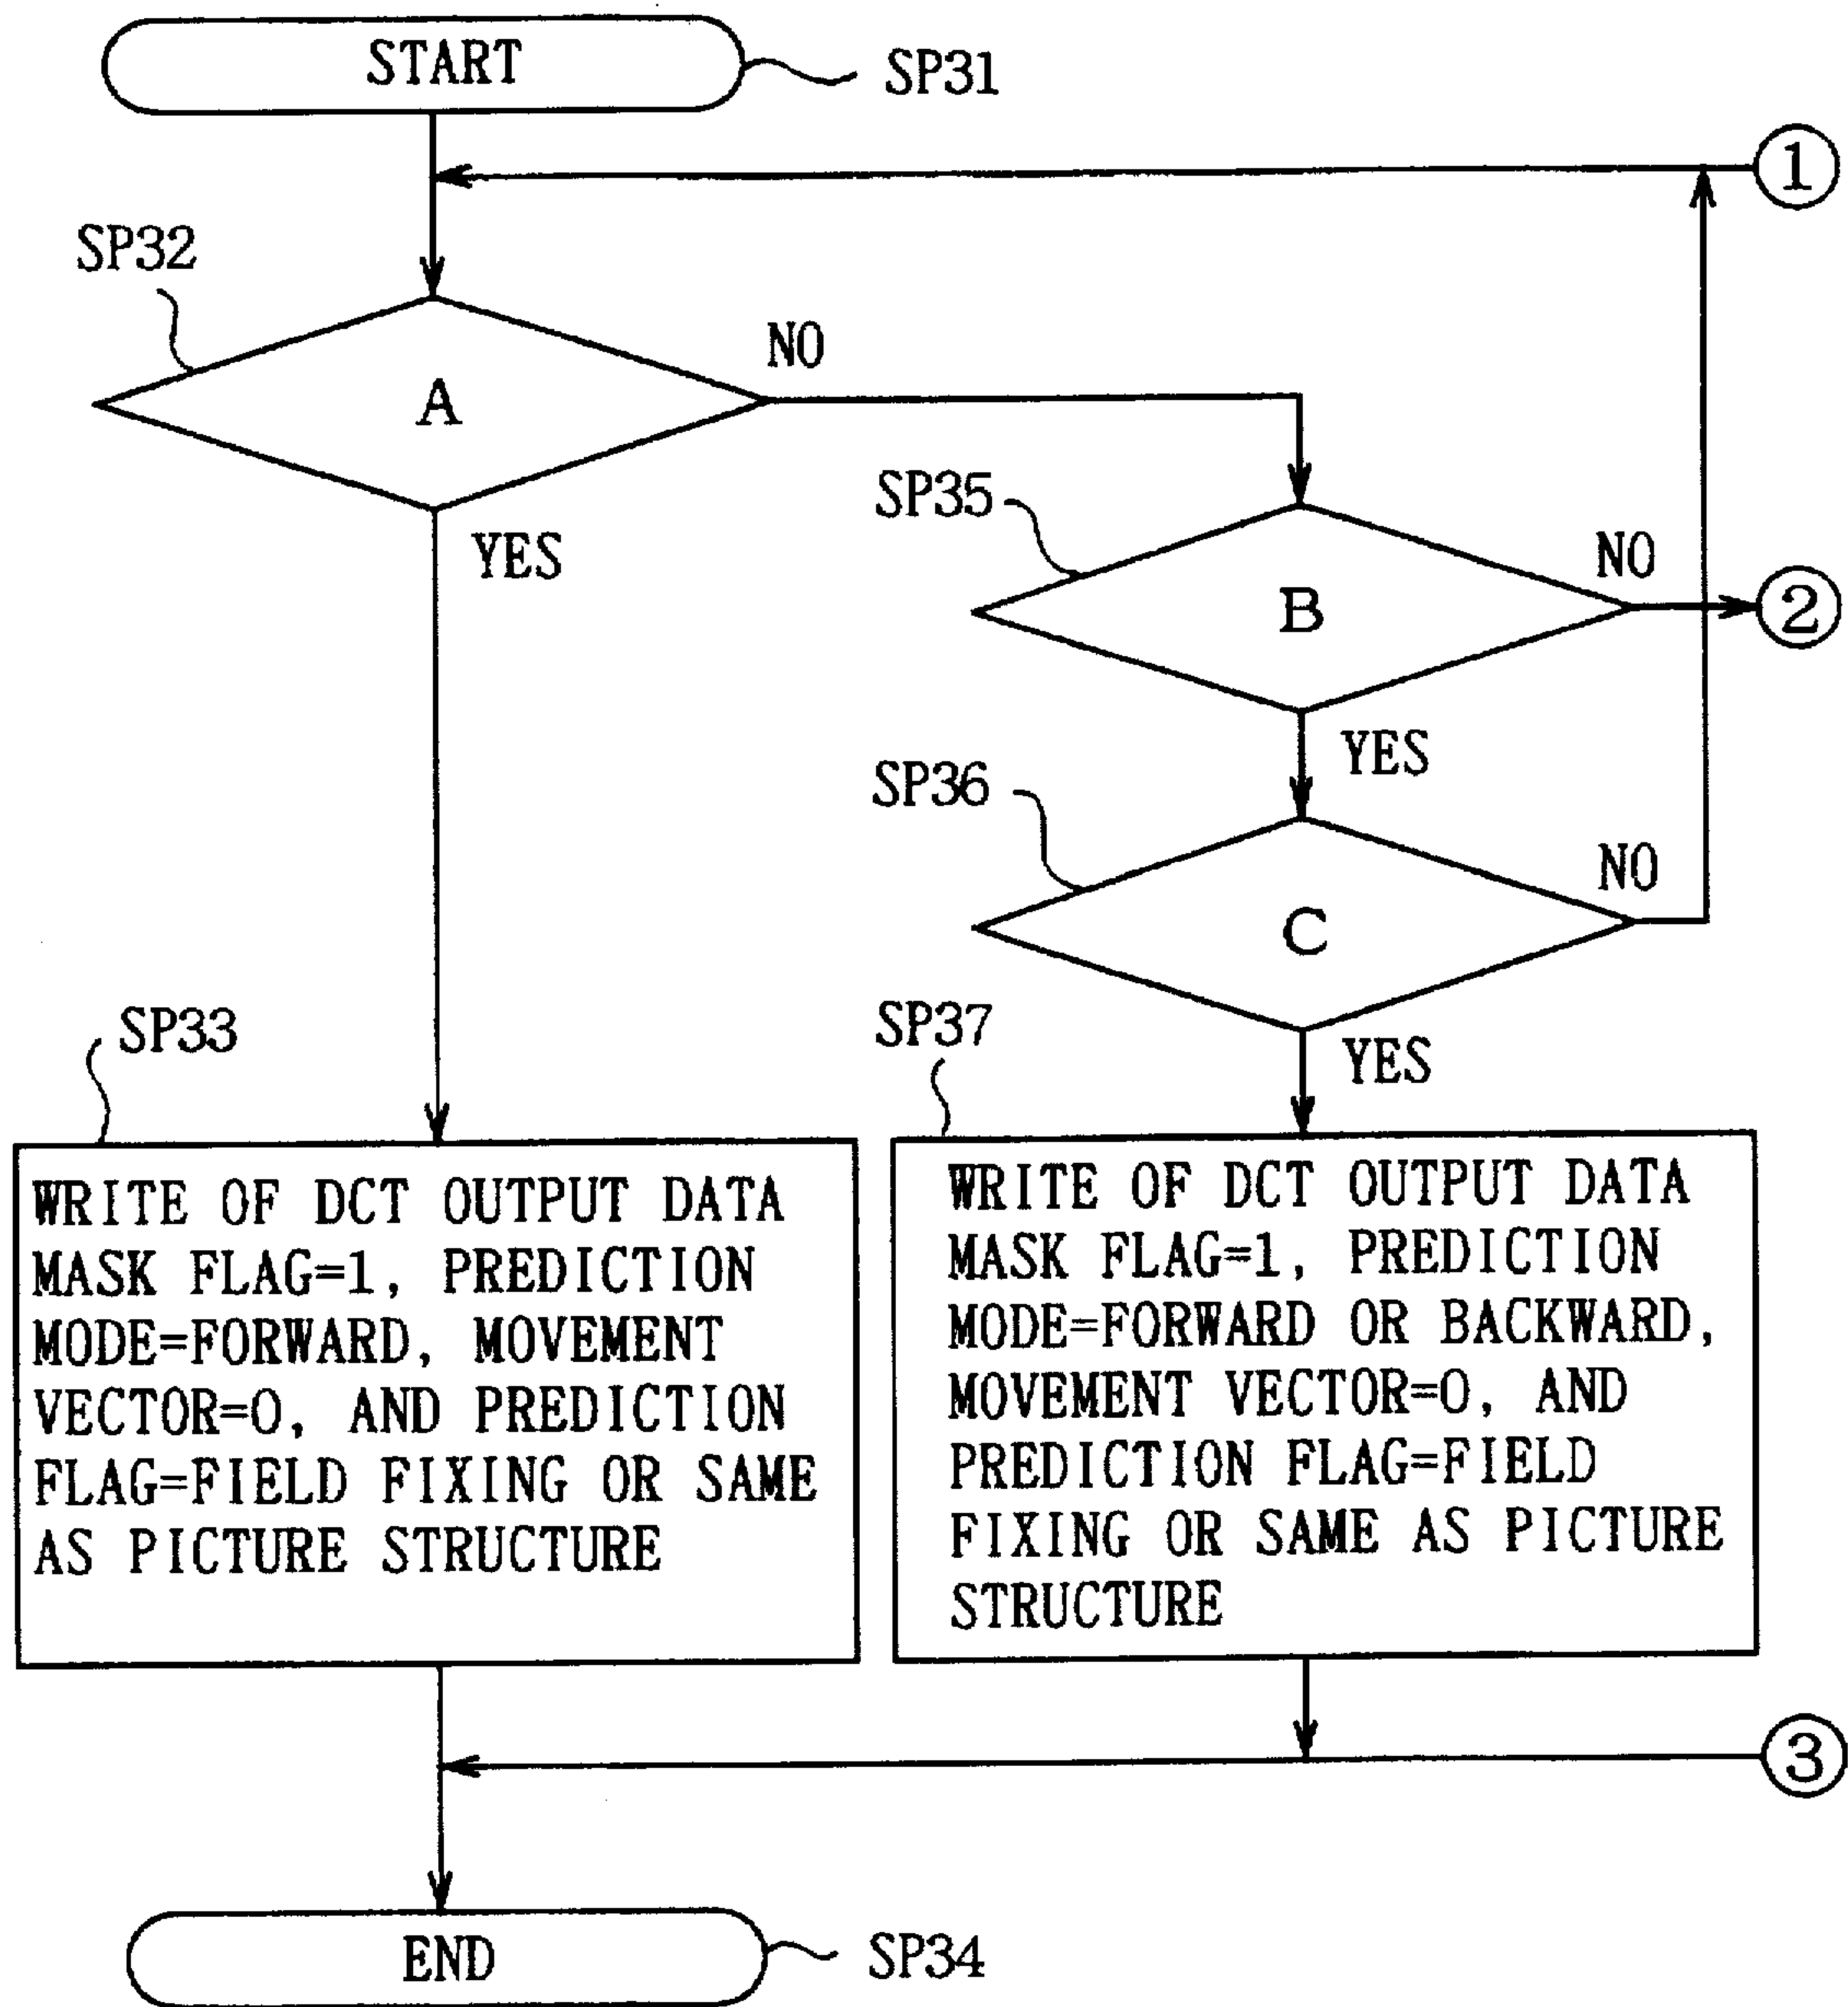 START
SP31
①
SP32
NO
A
SP35
YES
NO
B
②
YES
SP36
NO
C
SP33
SP37
YES
WRITE OF DCT OUTPUT DATA
MASK FLAG=1, PREDICTION
MODE=FORWARD, MOVEMENT
VECTOR=0, AND PREDICTION
FLAG=FIELD FIXING OR SAME
AS PICTURE STRUCTURE
WRITE OF DCT OUTPUT DATA
MASK FLAG=1, PREDICTION
MODE=FORWARD OR BACKWARD,
MOVEMENT VECTOR=0, AND
PREDICTION FLAG=FIELD
FIXING OR SAME AS PICTURE
STRUCTURE
③
END
SP34